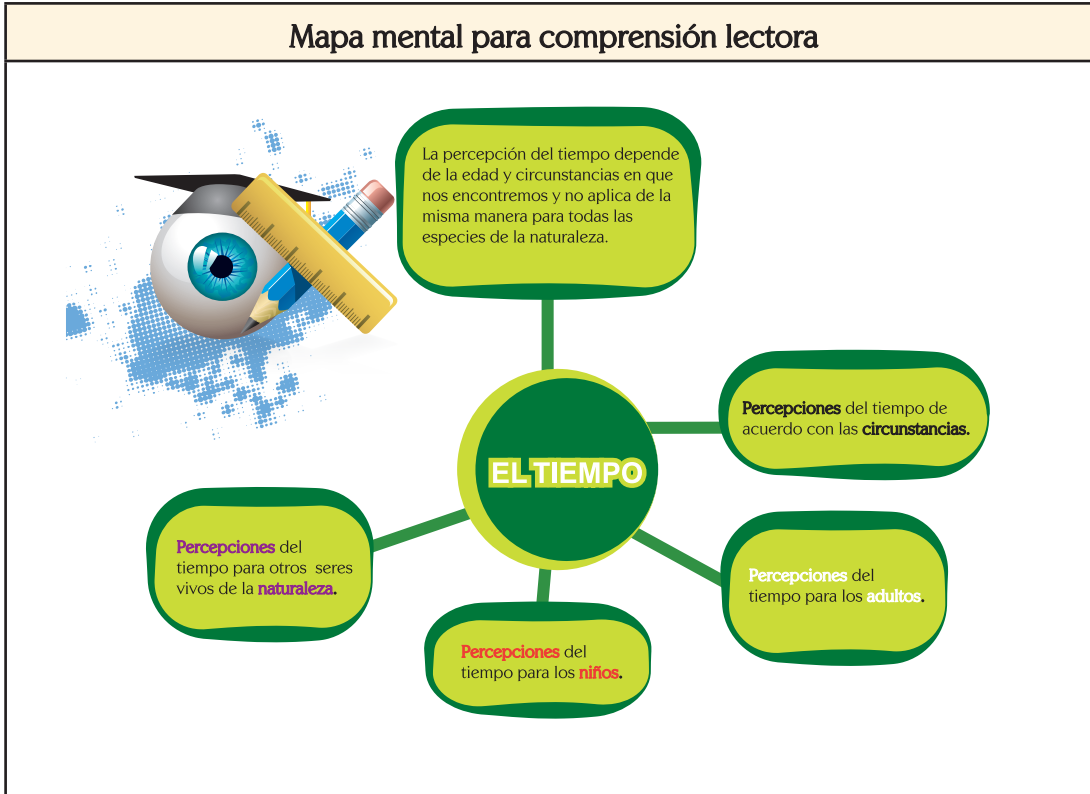 Mapa mental para comprensión lectora
La percepción del tiempo depende
de la edad y circunstancias en que
nos encontremos y no aplica de la
misma manera para todas las
especies de la naturaleza.
Percepciones del tiempo de
acuerdo con las circunstancias.
EL TIEMPO
Percepciones del
tiempo para otros seres
vivos de la naturaleza.
Percepciones del
tiempo para los adultos.
Percepciones del
tiempo para los niños.